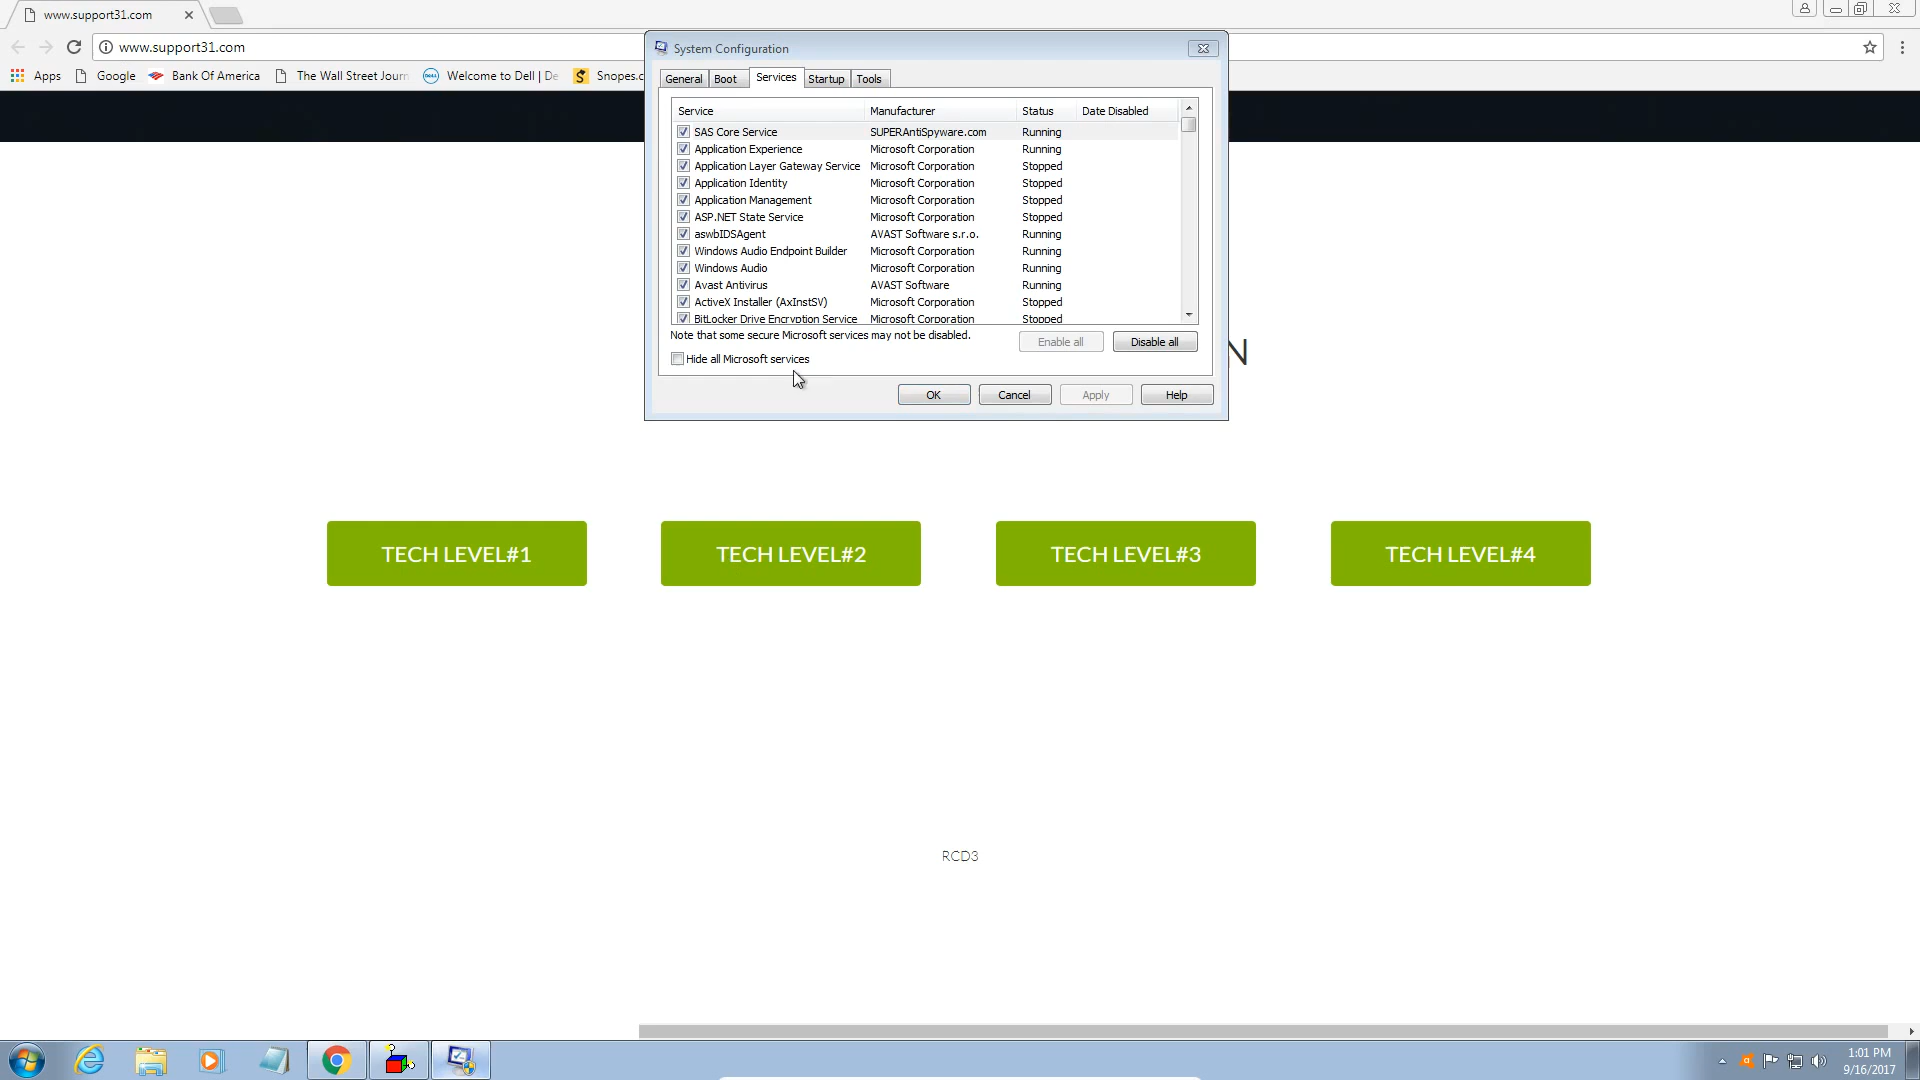 www.support31.com
www.support31.com
Apps Google Bank Of America The Wall Street Journ Welcome to Dell | De Snopes.c
System Configuration
General Boot Services Startup Tools
Service Manufacturer Status Date Disabled
SAS Core Service SUPERAntiSpyware.com Running
Application Experience Microsoft Corporation Running
Application Layer Gateway Service Microsoft Corporation Stopped
Application Identity Microsoft Corporation Stopped
Application Management Microsoft Corporation Stopped
ASP.NET State Service Microsoft Corporation Stopped
aswbIDSAgent AVAST Software s.r.o. Running
Windows Audio Endpoint Builder Microsoft Corporation Running
Windows Audio Microsoft Corporation Running
Avast Antivirus AVAST Software Running
ActiveX Installer (AxInstSV) Microsoft Corporation Stopped
BitLocker Drive Encryption Service Microsoft Corporation Stopped
Note that some secure Microsoft services may not be disabled.
Enable all Disable all
Hide all Microsoft services
OK Cancel Apply Help
N
TECH LEVEL#1 TECH LEVEL#2 TECH LEVEL#3 TECH LEVEL#4
RCD3
1:01 PM
9/16/2017